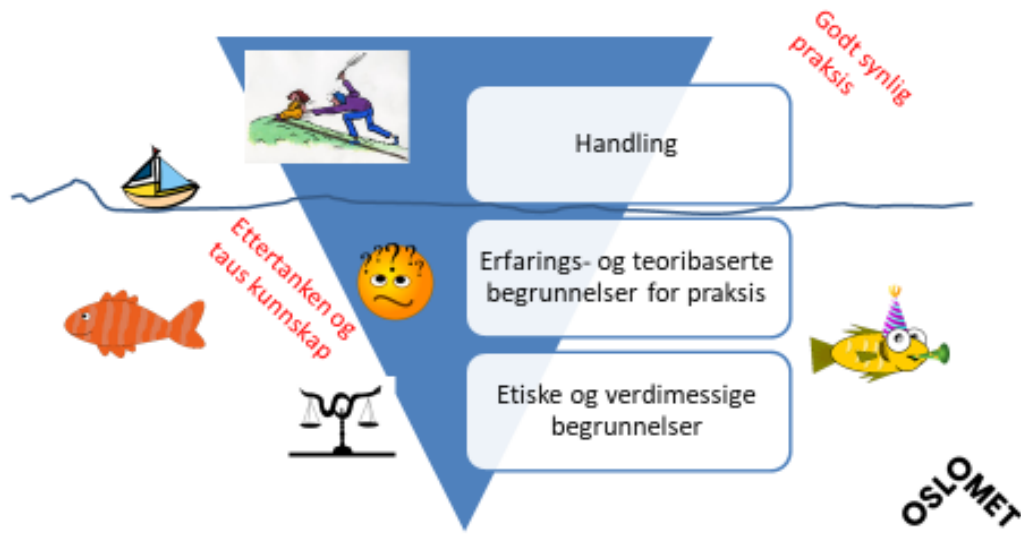 Godt synlig
praksis
Handling
Ettertanken og
taus kunnskap
Erfarings- og teoribaserte
begrunnelser for praksis
Etiske og verdimessige
begrunnelser
OSLOMET